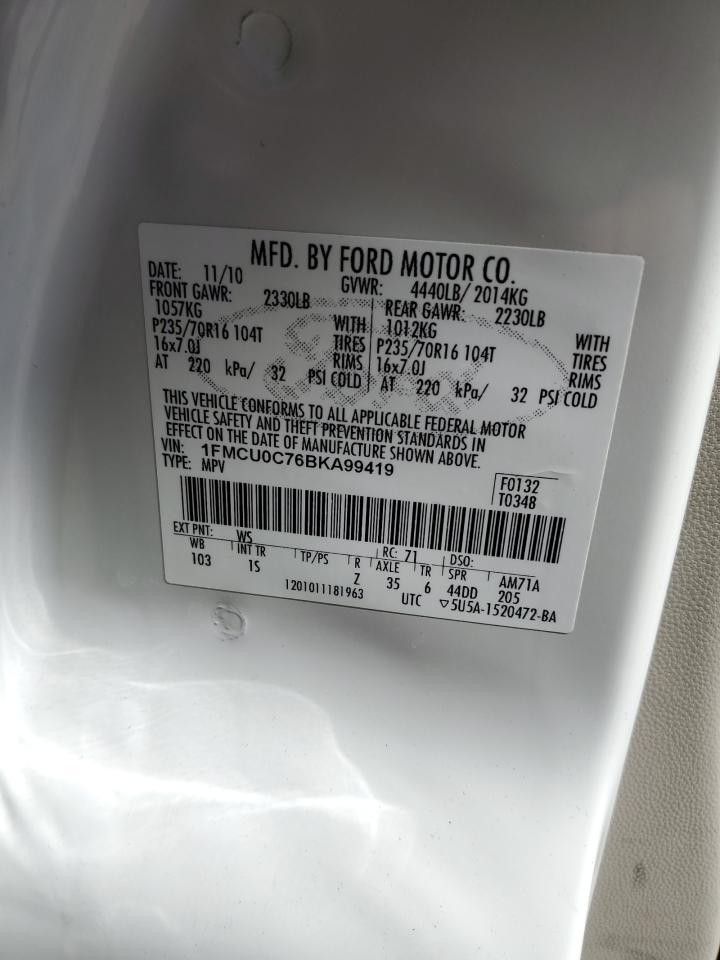 MFD. BY FORD MOTOR CO.
DATE: 11/10 GVWR: 4440LB/ 2014KG
FRONT GAWR: 2330LB REAR GAWR: 2230LB
1057KG WITH 1012KG WITH
P235/70R16 104T TIRES P235/70R16 104T TIRES
16x7.0J RIMS 16x7.0J RIMS
AT 220 kPa/ 32 PSI COLD AT 220 kPa/ 32 PSI COLD
THIS VEHICLE CONFORMS TO ALL APPLICABLE FEDERAL MOTOR
VEHICLE SAFETY AND THEFT PREVENTION STANDARDS IN
EFFECT ON THE DATE OF MANUFACTURE SHOWN ABOVE.
VIN: 1FMCU0C76BKA99419
TYPE: MPV
F0132
T0348
EXT PNT: WS RC: 71 DSO:
WB INT TR TP/PS R AXLE TR SPR AM71A
103 1S Z 35 6 44DD 205
1201011181963 UTC ▽5U5A-1520472-BA